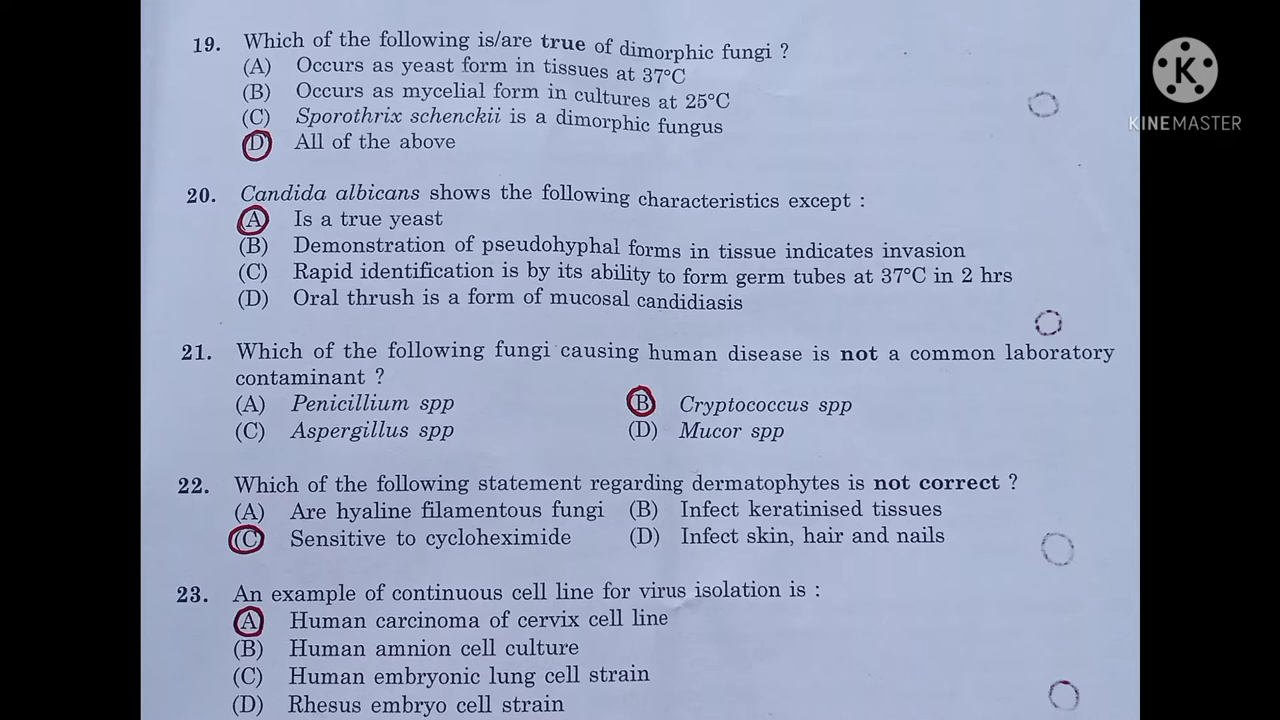 19. Which of the following is/are true of dimorphic fungi ?
(A) Occurs as yeast form in tissues at 37°C
(B) Occurs as mycelial form in cultures at 25°C
(C) Sporothrix schenckii is a dimorphic fungus
(D) All of the above
K
KINEMASTER
20. Candida albicans shows the following characteristics except :
(A) Is a true yeast
(B) Demonstration of pseudohyphal forms in tissue indicates invasion
(C) Rapid identification is by its ability to form germ tubes at 37°C in 2 hrs
(D) Oral thrush is a form of mucosal candidiasis
21. Which of the following fungi causing human disease is not a common laboratory
contaminant ?
(A) Penicillium spp (B) Cryptococcus spp
(C) Aspergillus spp (D) Mucor spp
22. Which of the following statement regarding dermatophytes is not correct ?
(A) Are hyaline filamentous fungi (B) Infect keratinised tissues
(C) Sensitive to cycloheximide (D) Infect skin, hair and nails
23. An example of continuous cell line for virus isolation is :
(A) Human carcinoma of cervix cell line
(B) Human amnion cell culture
(C) Human embryonic lung cell strain
(D) Rhesus embryo cell strain